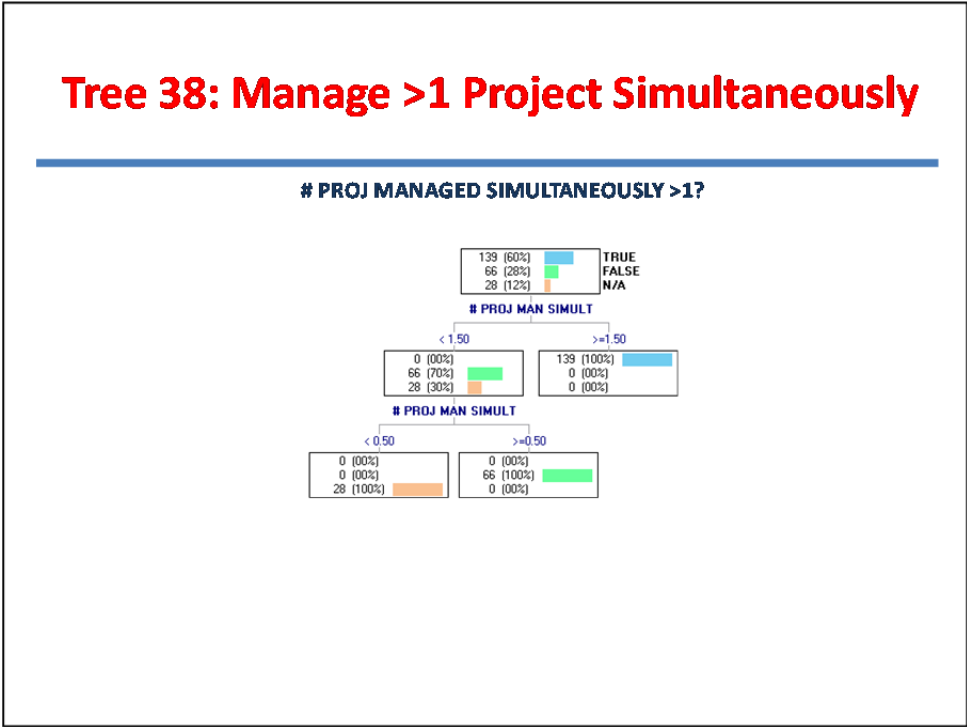 Tree 38: Manage >1 Project Simultaneously
# PROJ MANAGED SIMULTANEOUSLY >1?
139 (60%) TRUE
66 (28%) FALSE
28 (12%) N/A
# PROJ MAN SIMULT
< 1.50 >=1.50
0 (00%) 139 (100%)
66 (70%) 0 (00%)
28 (30%) 0 (00%)
# PROJ MAN SIMULT
< 0.50 >=0.50
0 (00%) 0 (00%)
0 (00%) 66 (100%)
28 (100%) 0 (00%)